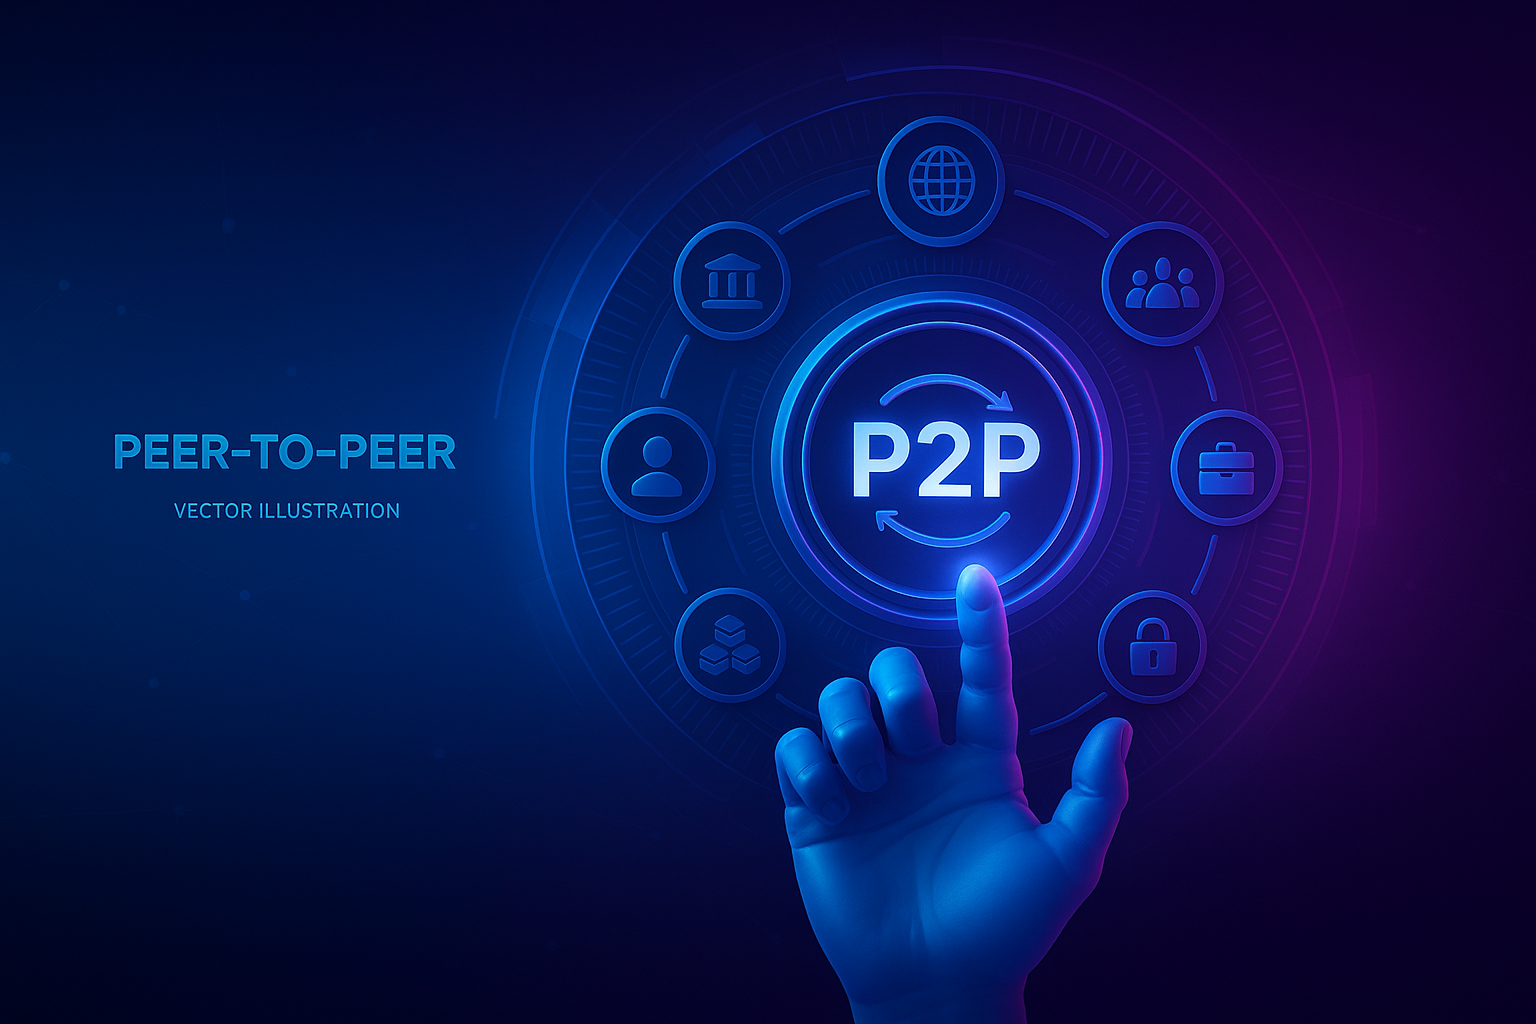 PEER-TO-PEER
VECTOR ILLUSTRATION
P2P